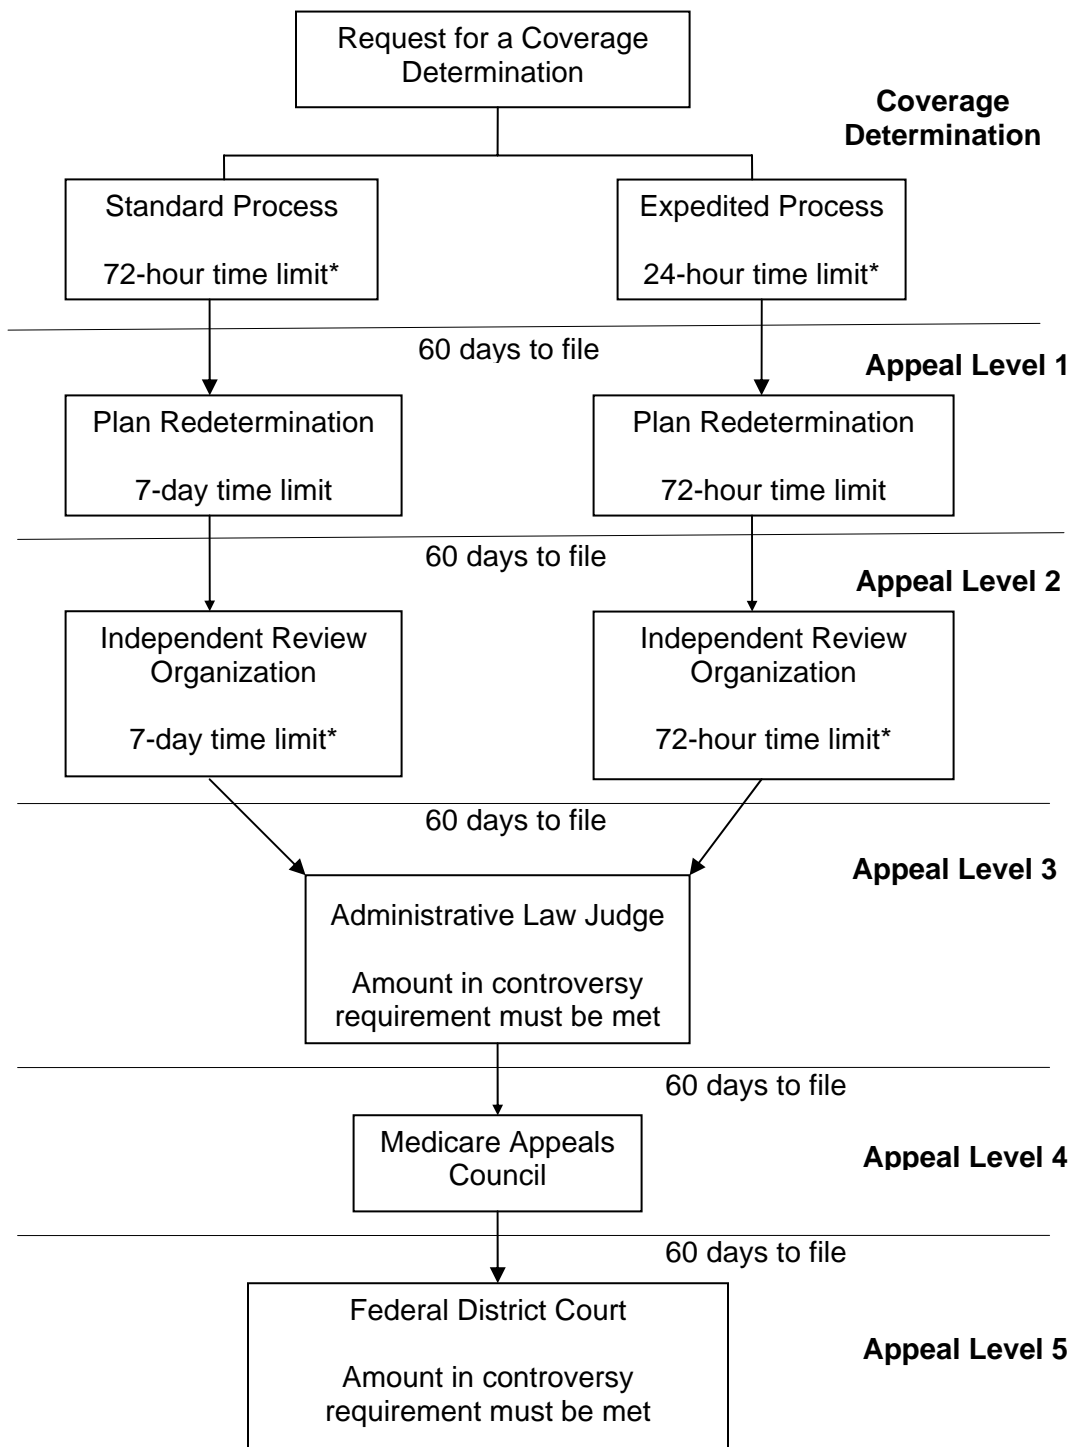 Request for a Coverage
Determination
Coverage
Determination
Standard Process
72-hour time limit*
Expedited Process
24-hour time limit*
60 days to file
Appeal Level 1
Plan Redetermination
7-day time limit
Plan Redetermination
72-hour time limit
60 days to file
Appeal Level 2
Independent Review
Organization
7-day time limit*
Independent Review
Organization
72-hour time limit*
60 days to file
Appeal Level 3
Administrative Law Judge
Amount in controversy
requirement must be met
60 days to file
Medicare Appeals
Council
Appeal Level 4
60 days to file
Federal District Court
Amount in controversy
requirement must be met
Appeal Level 5